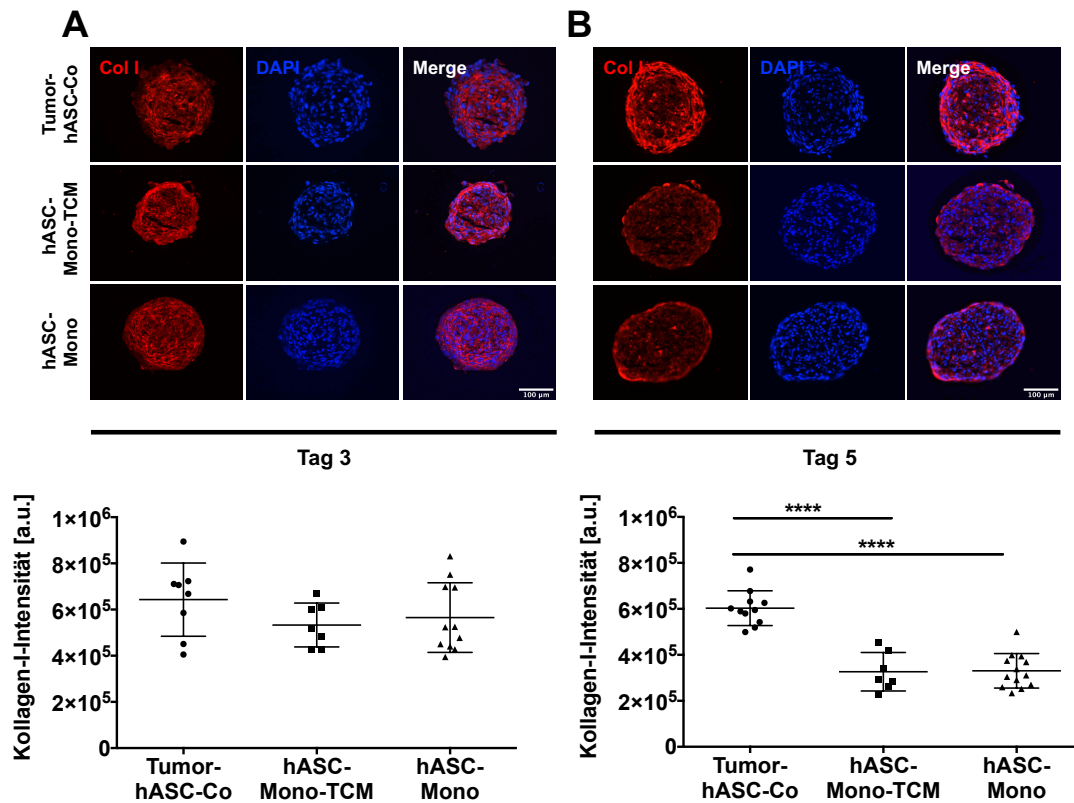 A
B
Tumor-
hASC-Co
Col I
DAPI
Merge
Col I
DAPI
Merge
hASC-
Mono-TCM
hASC-
Mono
100 µm
100 µm
Tag 3
Tag 5
Kollagen-I-Intensität [a.u.]
1×10⁶
8×10⁵
6×10⁵
4×10⁵
2×10⁵
0
Tumor-
hASC-Co
hASC-
Mono-TCM
hASC-
Mono
Kollagen-I-Intensität [a.u.]
1×10⁶
8×10⁵
6×10⁵
4×10⁵
2×10⁵
0
****
****
Tumor-
hASC-Co
hASC-
Mono-TCM
hASC-
Mono